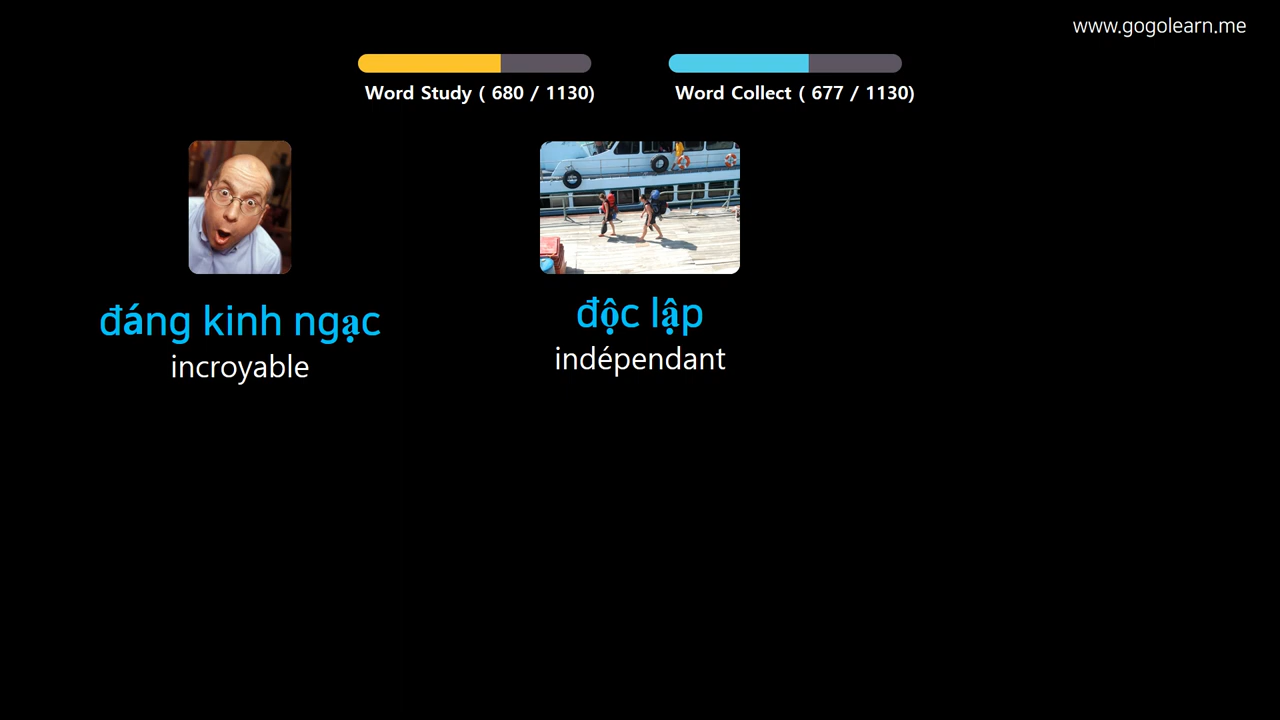 www.gogolearn.me
Word Study ( 680 / 1130)
Word Collect ( 677 / 1130)
đáng kinh ngạc
incroyable
độc lập
indépendant